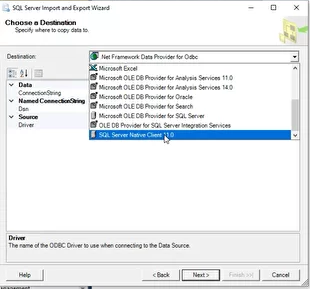 SQL Server Import and Export Wizard
Choose a Destination
Specify where to copy data to.
Destination:
.Net Framework Data Provider for Odbc
Microsoft Excel
Microsoft OLE DB Provider for Analysis Services 11.0
Microsoft OLE DB Provider for Analysis Services 14.0
Microsoft OLE DB Provider for Oracle
Microsoft OLE DB Provider for Search
Microsoft OLE DB Provider for SQL Server
OLE DB Provider for SQL Server Integration Services
SQL Server Native Client 11.0
Data
ConnectionString
Named ConnectionString
Dsn
Source
Driver
Driver
The name of the ODBC Driver to use when connecting to the Data Source.
Help
< Back
Next >
Finish >>|
Cancel